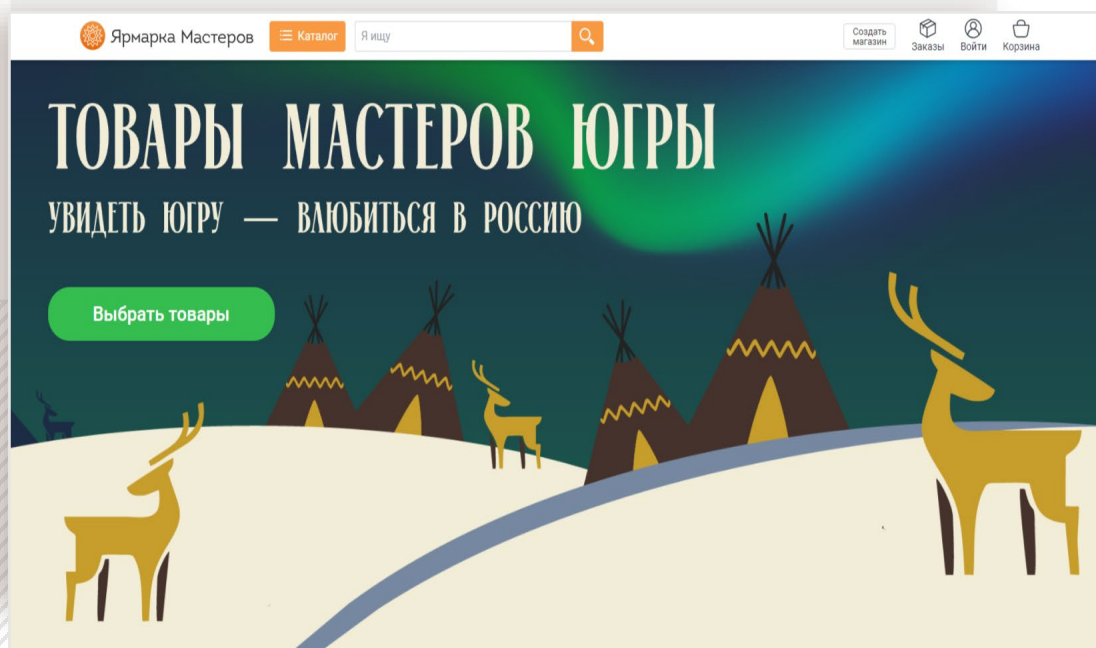 Ярмарка Мастеров
Каталог
Я ищу
Создать
магазин
Заказы
Войти
Корзина
ТОВАРЫ МАСТЕРОВ ЮГРЫ
УВИДЕТЬ ЮГРУ — ВЛЮБИТЬСЯ В РОССИЮ
Выбрать товары